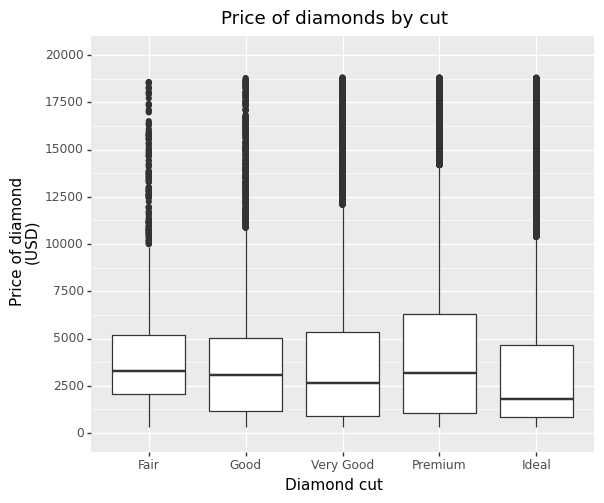 Price of diamonds by cut
20000
17500
15000
12500
10000
7500
5000
2500
0
Price of diamond
(USD)
Fair Good Very Good Premium Ideal
Diamond cut